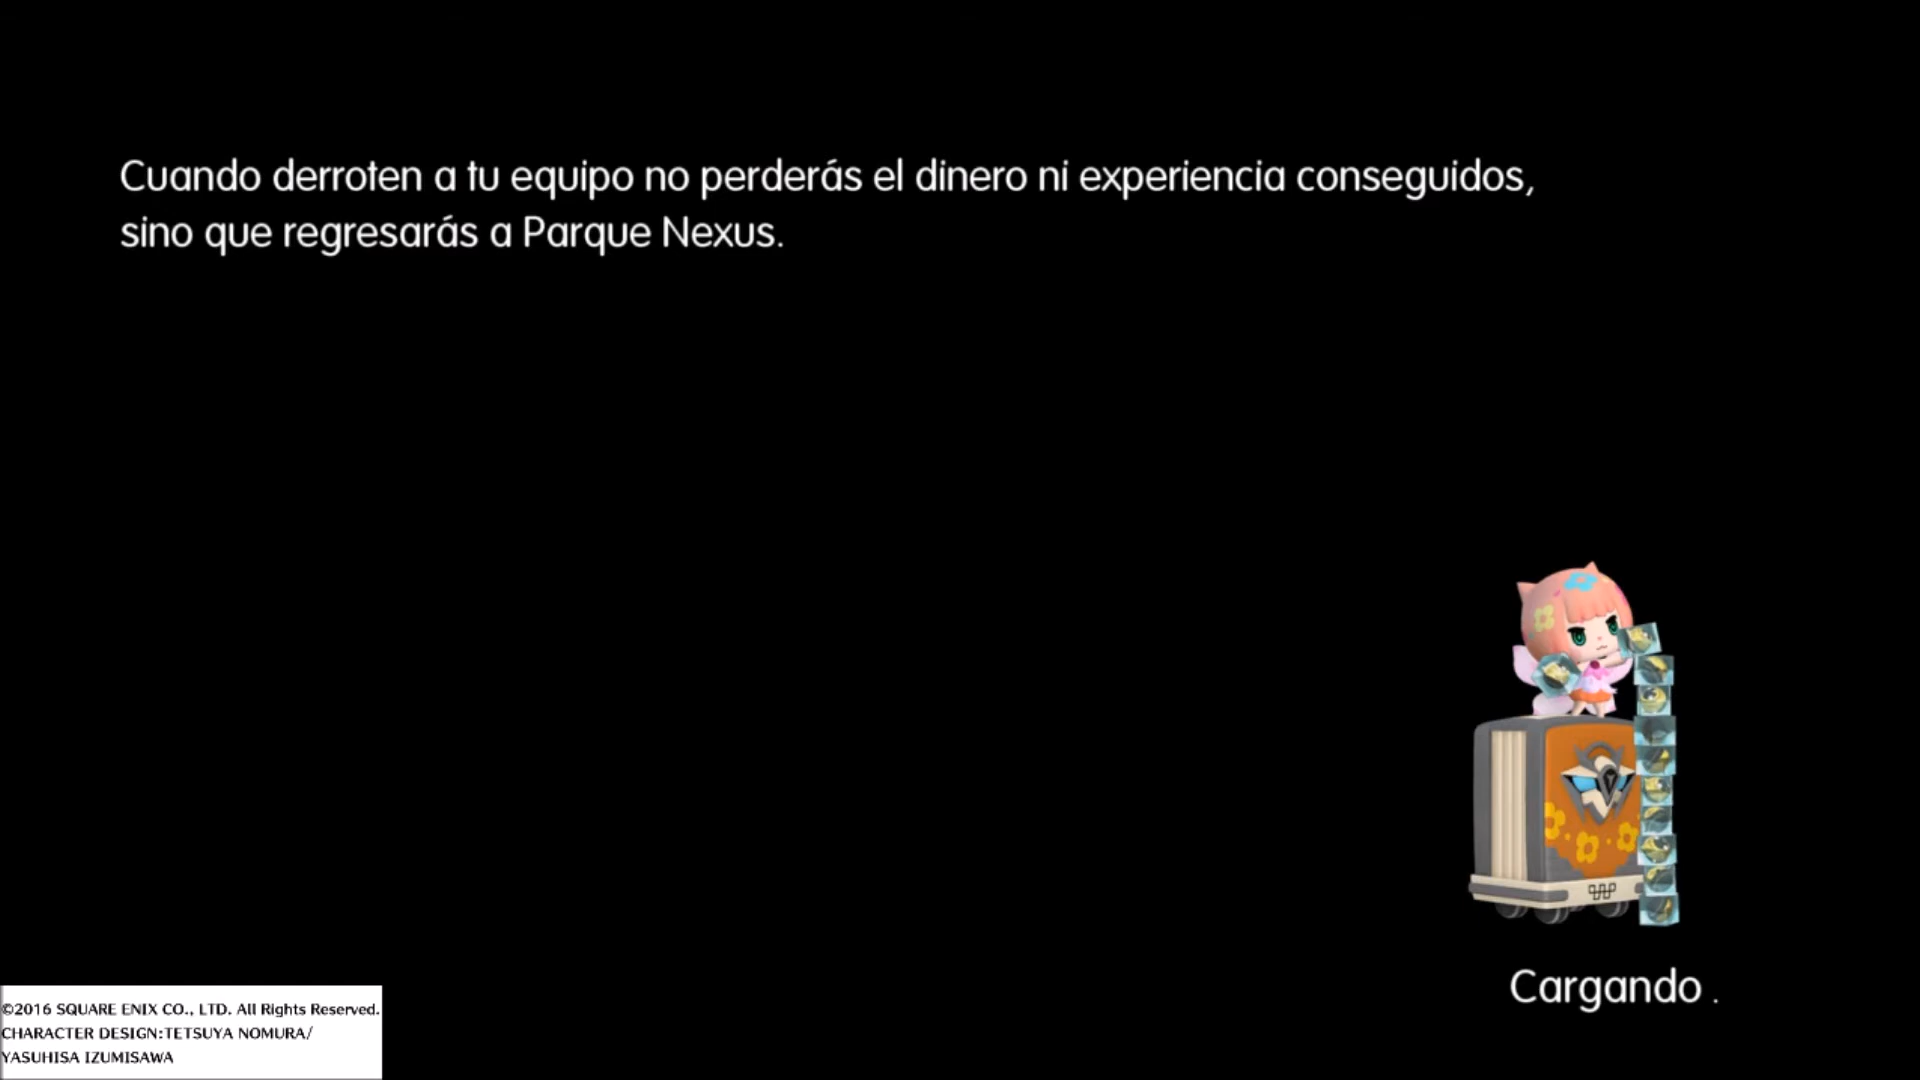 Cuando derroten a tu equipo no perderás el dinero ni experiencia conseguidos,
sino que regresarás a Parque Nexus.
Cargando .
©2016 SQUARE ENIX CO., LTD. All Rights Reserved.
CHARACTER DESIGN:TETSUYA NOMURA/
YASUHISA IZUMISAWA